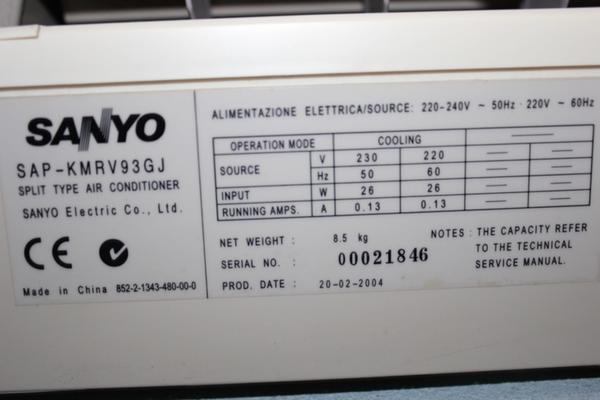 SANYO
SAP-KMRV93GJ
SPLIT TYPE AIR CONDITIONER
SANYO Electric Co., Ltd.
CE
Made in China 852-2-1343-480-00-0
ALIMENTAZIONE ELETTRICA/SOURCE: 220-240V ~ 50Hz · 220V ~ 60Hz
OPERATION MODE COOLING ———
SOURCE V 230 220 — —
Hz 50 60 — —
INPUT W 26 26 — —
RUNNING AMPS. A 0.13 0.13 — —
NET WEIGHT : 8.5 kg
SERIAL NO. : 00021846
PROD. DATE : 20-02-2004
NOTES : THE CAPACITY REFER
TO THE TECHNICAL
SERVICE MANUAL.